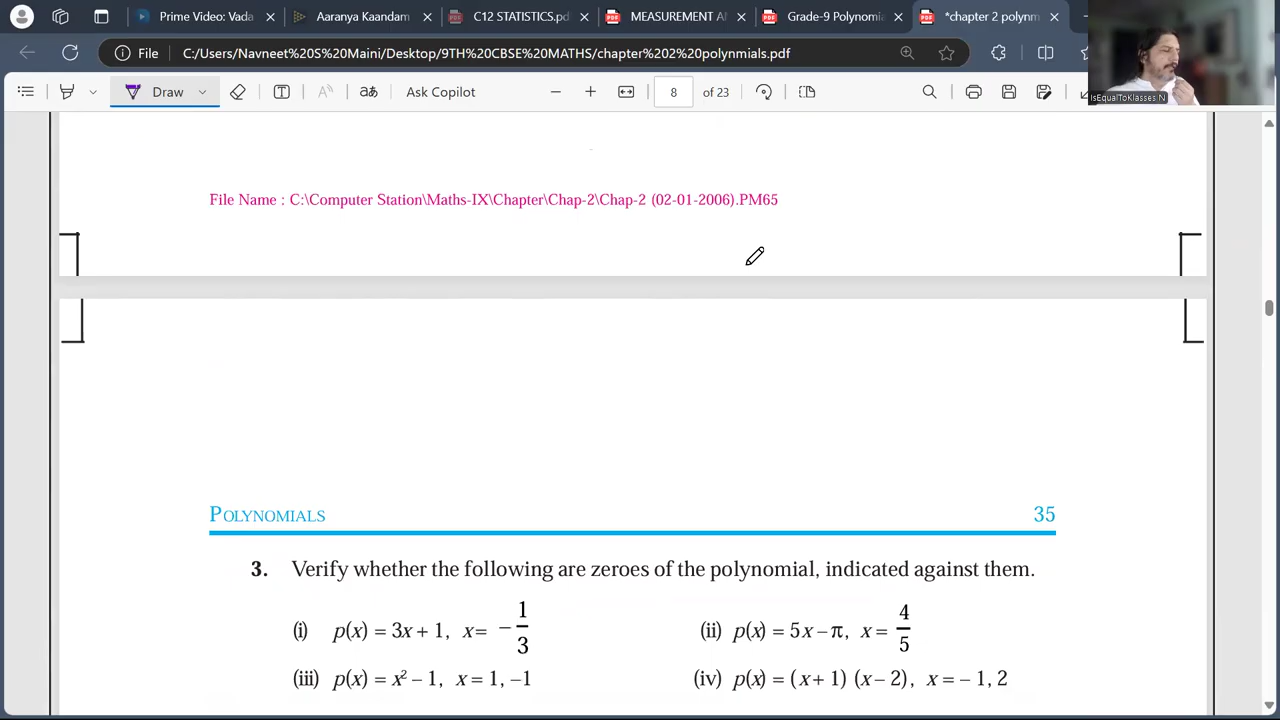 Prime Video: Vada
Aaranya Kaandam
C12 STATISTICS.pd
MEASUREMENT A
Grade-9 Polynomia
*chapter 2 polynm
File C:/Users/Navneet%20S%20Maini/Desktop/9TH%20CBSE%20MATHS/chapter%202%20polynmials.pdf
IsEqualToKlasses N
Draw
aあ
Ask Copilot
8 of 23
File Name : C:\Computer Station\Maths-IX\Chapter\Chap-2\Chap-2 (02-01-2006).PM65
POLYNOMIALS 35
3. Verify whether the following are zeroes of the polynomial, indicated against them.
(i) p(x) = 3x + 1, x = – 1/3 (ii) p(x) = 5x – π, x = 4/5
(iii) p(x) = x² – 1, x = 1, –1 (iv) p(x) = (x + 1) (x – 2), x = – 1, 2